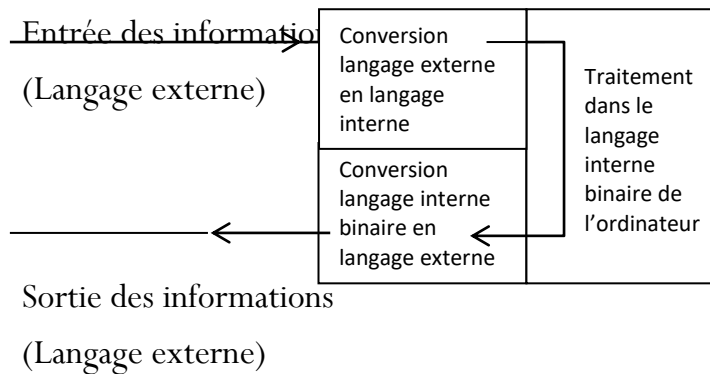 Entrée des information
(Langage externe)
Conversion
langage externe
en langage
interne
Traitement
dans le
langage
interne
binaire de
l’ordinateur
Conversion
langage interne
binaire en
langage externe
Sortie des informations
(Langage externe)